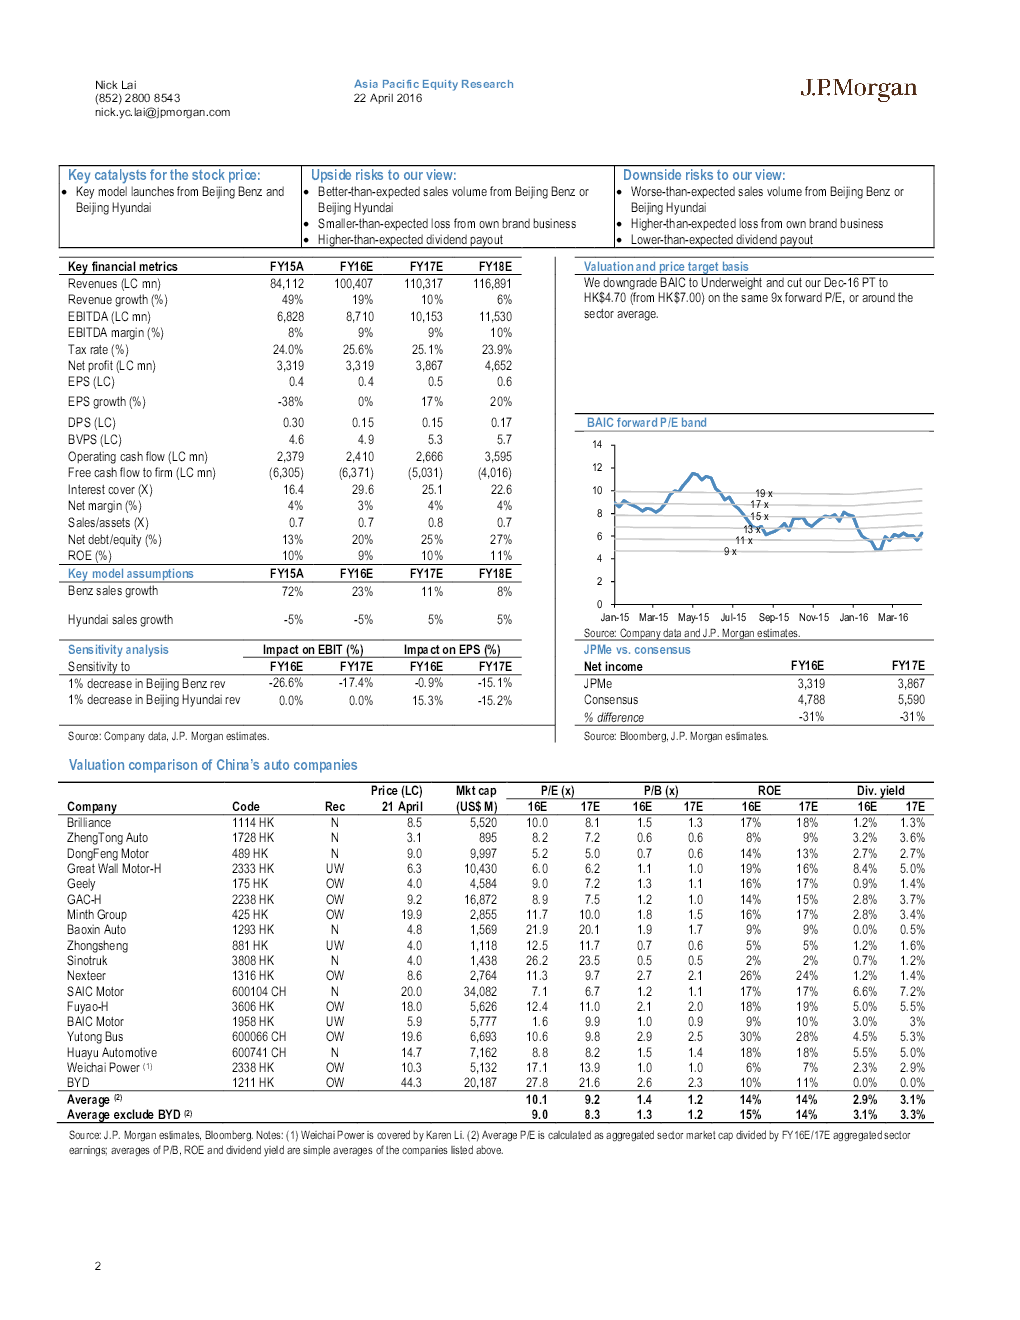 Nick Lai
(852) 2800 8543
nick.yc.lai@jpmorgan.com
Asia Pacific Equity Research
22 April 2016
J.P.Morgan
Key catalysts for the stock price:
• Key model launches from Beijing Benz and
Beijing Hyundai
Upside risks to our view:
• Better-than-expected sales volume from Beijing Benz or
Beijing Hyundai
• Smaller-than-expected loss from own brand business
• Higher-than-expected dividend payout
Downside risks to our view:
• Worse-than-expected sales volume from Beijing Benz or
Beijing Hyundai
• Higher-than-expected loss from own brand business
• Lower-than-expected dividend payout
Key financial metrics FY15A FY16E FY17E FY18E
Revenues (LC mn) 84,112 100,407 110,317 116,891
Revenue growth (%) 49% 19% 10% 6%
EBITDA (LC mn) 6,828 8,710 10,153 11,530
EBITDA margin (%) 8% 9% 9% 10%
Tax rate (%) 24.0% 25.6% 25.1% 23.9%
Net profit (LC mn) 3,319 3,319 3,867 4,652
EPS (LC) 0.4 0.4 0.5 0.6
EPS growth (%) -38% 0% 17% 20%
DPS (LC) 0.30 0.15 0.15 0.17
BVPS (LC) 4.6 4.9 5.3 5.7
Operating cash flow (LC mn) 2,379 2,410 2,666 3,595
Free cash flow to firm (LC mn) (6,305) (6,371) (5,031) (4,016)
Interest cover (X) 16.4 29.6 25.1 22.6
Net margin (%) 4% 3% 4% 4%
Sales/assets (X) 0.7 0.7 0.8 0.7
Net debt/equity (%) 13% 20% 25% 27%
ROE (%) 10% 9% 10% 11%
Key model assumptions FY15A FY16E FY17E FY18E
Benz sales growth 72% 23% 11% 8%
Hyundai sales growth -5% -5% 5% 5%
Sensitivity analysis Impact on EBIT (%) Impact on EPS (%)
Sensitivity to FY16E FY17E FY16E FY17E
1% decrease in Beijing Benz rev -26.6% -17.4% -0.9% -15.1%
1% decrease in Beijing Hyundai rev 0.0% 0.0% 15.3% -15.2%
Source: Company data, J.P. Morgan estimates.
Valuation and price target basis
We downgrade BAIC to Underweight and cut our Dec-16 PT to
HK$4.70 (from HK$7.00) on the same 9x forward P/E, or around the
sector average.
BAIC forward P/E band
14
12
10
8
6
4
2
0
19 x
17 x
15 x
13 x
11 x
9 x
Jan-15 Mar-15 May-15 Jul-15 Sep-15 Nov-15 Jan-16 Mar-16
Source: Company data and J.P. Morgan estimates.
JPMe vs. consensus
Net income FY16E FY17E
JPMe 3,319 3,867
Consensus 4,788 5,590
% difference -31% -31%
Source: Bloomberg, J.P. Morgan estimates.
Valuation comparison of China's auto companies
Price (LC) Mkt cap P/E (x) P/B (x) ROE Div. yield
Company Code Rec 21 April (US$ M) 16E 17E 16E 17E 16E 17E 16E 17E
Brilliance 1114 HK N 8.5 5,520 10.0 8.1 1.5 1.3 17% 18% 1.2% 1.3%
ZhengTong Auto 1728 HK N 3.1 895 8.2 7.2 0.6 0.6 8% 9% 3.2% 3.6%
DongFeng Motor 489 HK N 9.0 9,997 5.2 5.0 0.7 0.6 14% 13% 2.7% 2.7%
Great Wall Motor-H 2333 HK UW 6.3 10,430 6.0 6.2 1.1 1.0 19% 16% 8.4% 5.0%
Geely 175 HK OW 4.0 4,584 9.0 7.2 1.3 1.1 16% 17% 0.9% 1.4%
GAC-H 2238 HK OW 9.2 16,872 8.9 7.5 1.2 1.0 14% 15% 2.8% 3.7%
Minth Group 425 HK OW 19.9 2,855 11.7 10.0 1.8 1.5 16% 17% 2.8% 3.4%
Baoxin Auto 1293 HK N 4.8 1,569 21.9 20.1 1.9 1.7 9% 9% 0.0% 0.5%
Zhongsheng 881 HK UW 4.0 1,118 12.5 11.7 0.7 0.6 5% 5% 1.2% 1.6%
Sinotruk 3808 HK N 4.0 1,438 26.2 23.5 0.5 0.5 2% 2% 0.7% 1.2%
Nexteer 1316 HK OW 8.6 2,764 11.3 9.7 2.7 2.1 26% 24% 1.2% 1.4%
SAIC Motor 600104 CH N 20.0 34,082 7.1 6.7 1.2 1.1 17% 17% 6.6% 7.2%
Fuyao-H 3606 HK OW 18.0 5,626 12.4 11.0 2.1 2.0 18% 19% 5.0% 5.5%
BAIC Motor 1958 HK UW 5.9 5,777 1.6 9.9 1.0 0.9 9% 10% 3.0% 3%
Yutong Bus 600066 CH OW 19.6 6,693 10.6 9.8 2.9 2.5 30% 28% 4.5% 5.3%
Huayu Automotive 600741 CH N 14.7 7,162 8.8 8.2 1.5 1.4 18% 18% 5.5% 5.0%
Weichai Power (1) 2338 HK OW 10.3 5,132 17.1 13.9 1.0 1.0 6% 7% 2.3% 2.9%
BYD 1211 HK OW 44.3 20,187 27.8 21.6 2.6 2.3 10% 11% 0.0% 0.0%
Average (2) 10.1 9.2 1.4 1.2 14% 14% 2.9% 3.1%
Average exclude BYD (2) 9.0 8.3 1.3 1.2 15% 14% 3.1% 3.3%
Source: J.P. Morgan estimates, Bloomberg. Notes: (1) Weichai Power is covered by Karen Li. (2) Average P/E is calculated as aggregated sector market cap divided by FY16E/17E aggregated sector
earnings; averages of P/B, ROE and dividend yield are simple averages of the companies listed above.
2